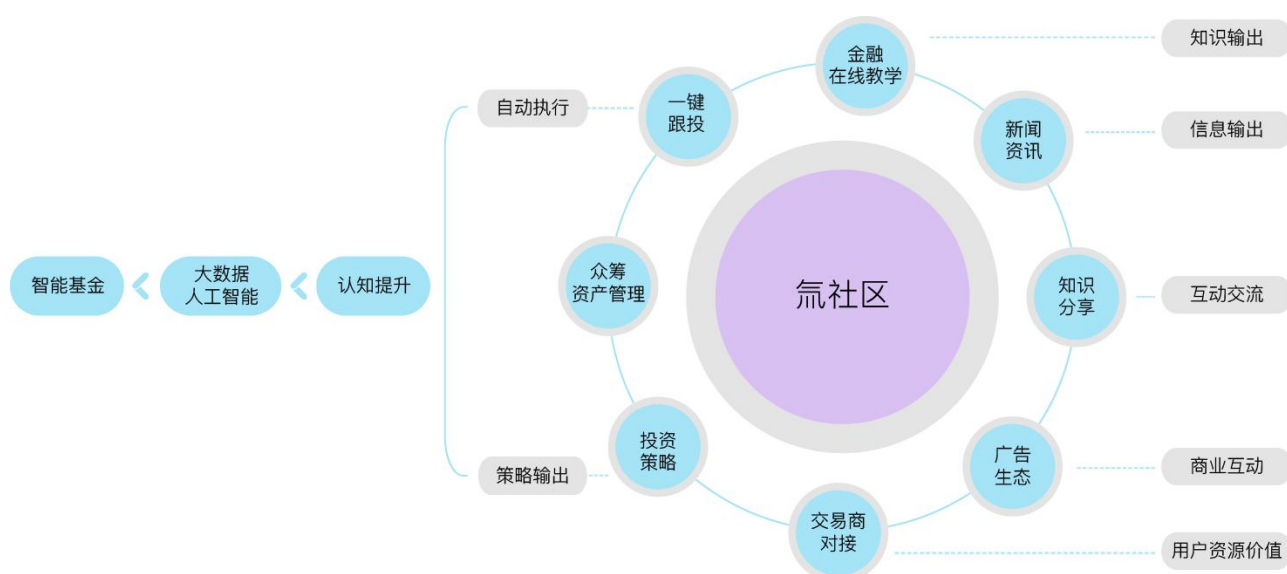 金融
在线教学
知识输出
一键
跟投
自动执行
新闻
资讯
信息输出
众筹
资产管理
氚社区
知识
分享
互动交流
智能基金
大数据
人工智能
认知提升
投资
策略
策略输出
广告
生态
商业互动
交易商
对接
用户资源价值